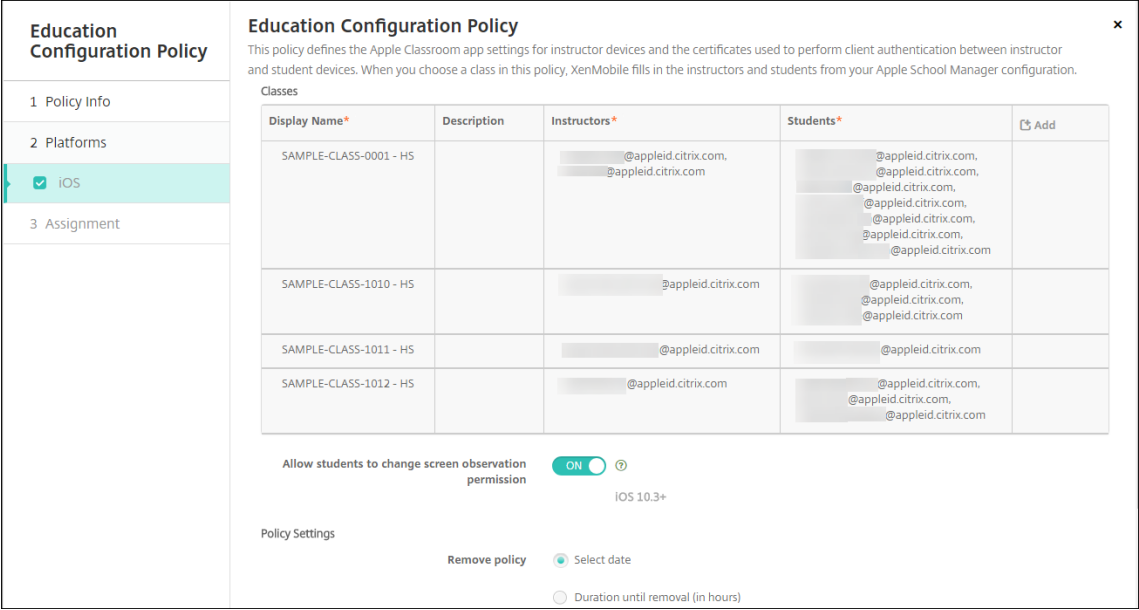 Education
Configuration Policy
1 Policy Info
2 Platforms
iOS
3 Assignment
Education Configuration Policy
×
This policy defines the Apple Classroom app settings for instructor devices and the certificates used to perform client authentication between instructor
and student devices. When you choose a class in this policy, XenMobile fills in the instructors and students from your Apple School Manager configuration.
Classes
Display Name* Description Instructors* Students* Add
SAMPLE-CLASS-0001 - HS
@appleid.citrix.com,
@appleid.citrix.com
@appleid.citrix.com,
@appleid.citrix.com,
@appleid.citrix.com,
@appleid.citrix.com,
@appleid.citrix.com,
@appleid.citrix.com,
@appleid.citrix.com
SAMPLE-CLASS-1010 - HS
@appleid.citrix.com
@appleid.citrix.com,
@appleid.citrix.com,
@appleid.citrix.com
SAMPLE-CLASS-1011 - HS
@appleid.citrix.com
@appleid.citrix.com
SAMPLE-CLASS-1012 - HS
@appleid.citrix.com
@appleid.citrix.com,
@appleid.citrix.com,
@appleid.citrix.com
Allow students to change screen observation
permission
ON ?
iOS 10.3+
Policy Settings
Remove policy
Select date
Duration until removal (in hours)